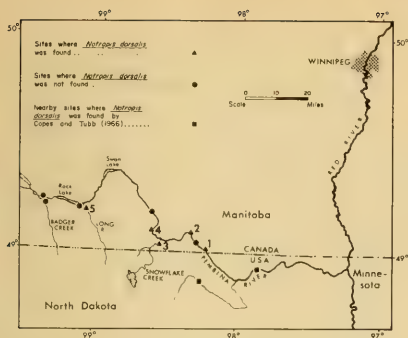 50°
99°
98°
97°
50°
Sites where Notropis dorsalis
was found . . . . .
Sites where Notropis dorsalis
was not found .
Nearby sites where Notropis
dorsalis was found by
Copes and Tubb (1966) . . . . . . .
0 10 20
Scale Miles
WINNIPEG
RED RIVER
Swan
Lake
Rock
Lake
5
BADGER
CREEK
LONG
R
4
3
2
1
Manitoba
49°
CANADA
USA
49°
SNOWFLAKE
CREEK
PEMBINA
RIVER
Minne-
sota
North Dakota
99°
98°
97°